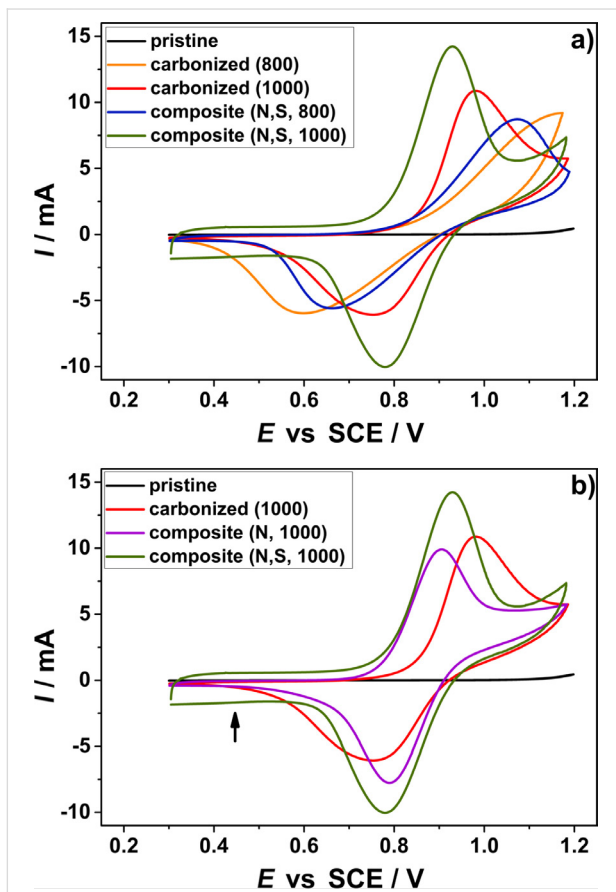 a)
pristine
carbonized (800)
carbonized (1000)
composite (N,S, 800)
composite (N,S, 1000)
15
10
5
0
-5
-10
I / mA
0.2 0.4 0.6 0.8 1.0 1.2
E vs SCE / V
b)
pristine
carbonized (1000)
composite (N, 1000)
composite (N,S, 1000)
15
10
5
0
-5
-10
I / mA
0.2 0.4 0.6 0.8 1.0 1.2
E vs SCE / V